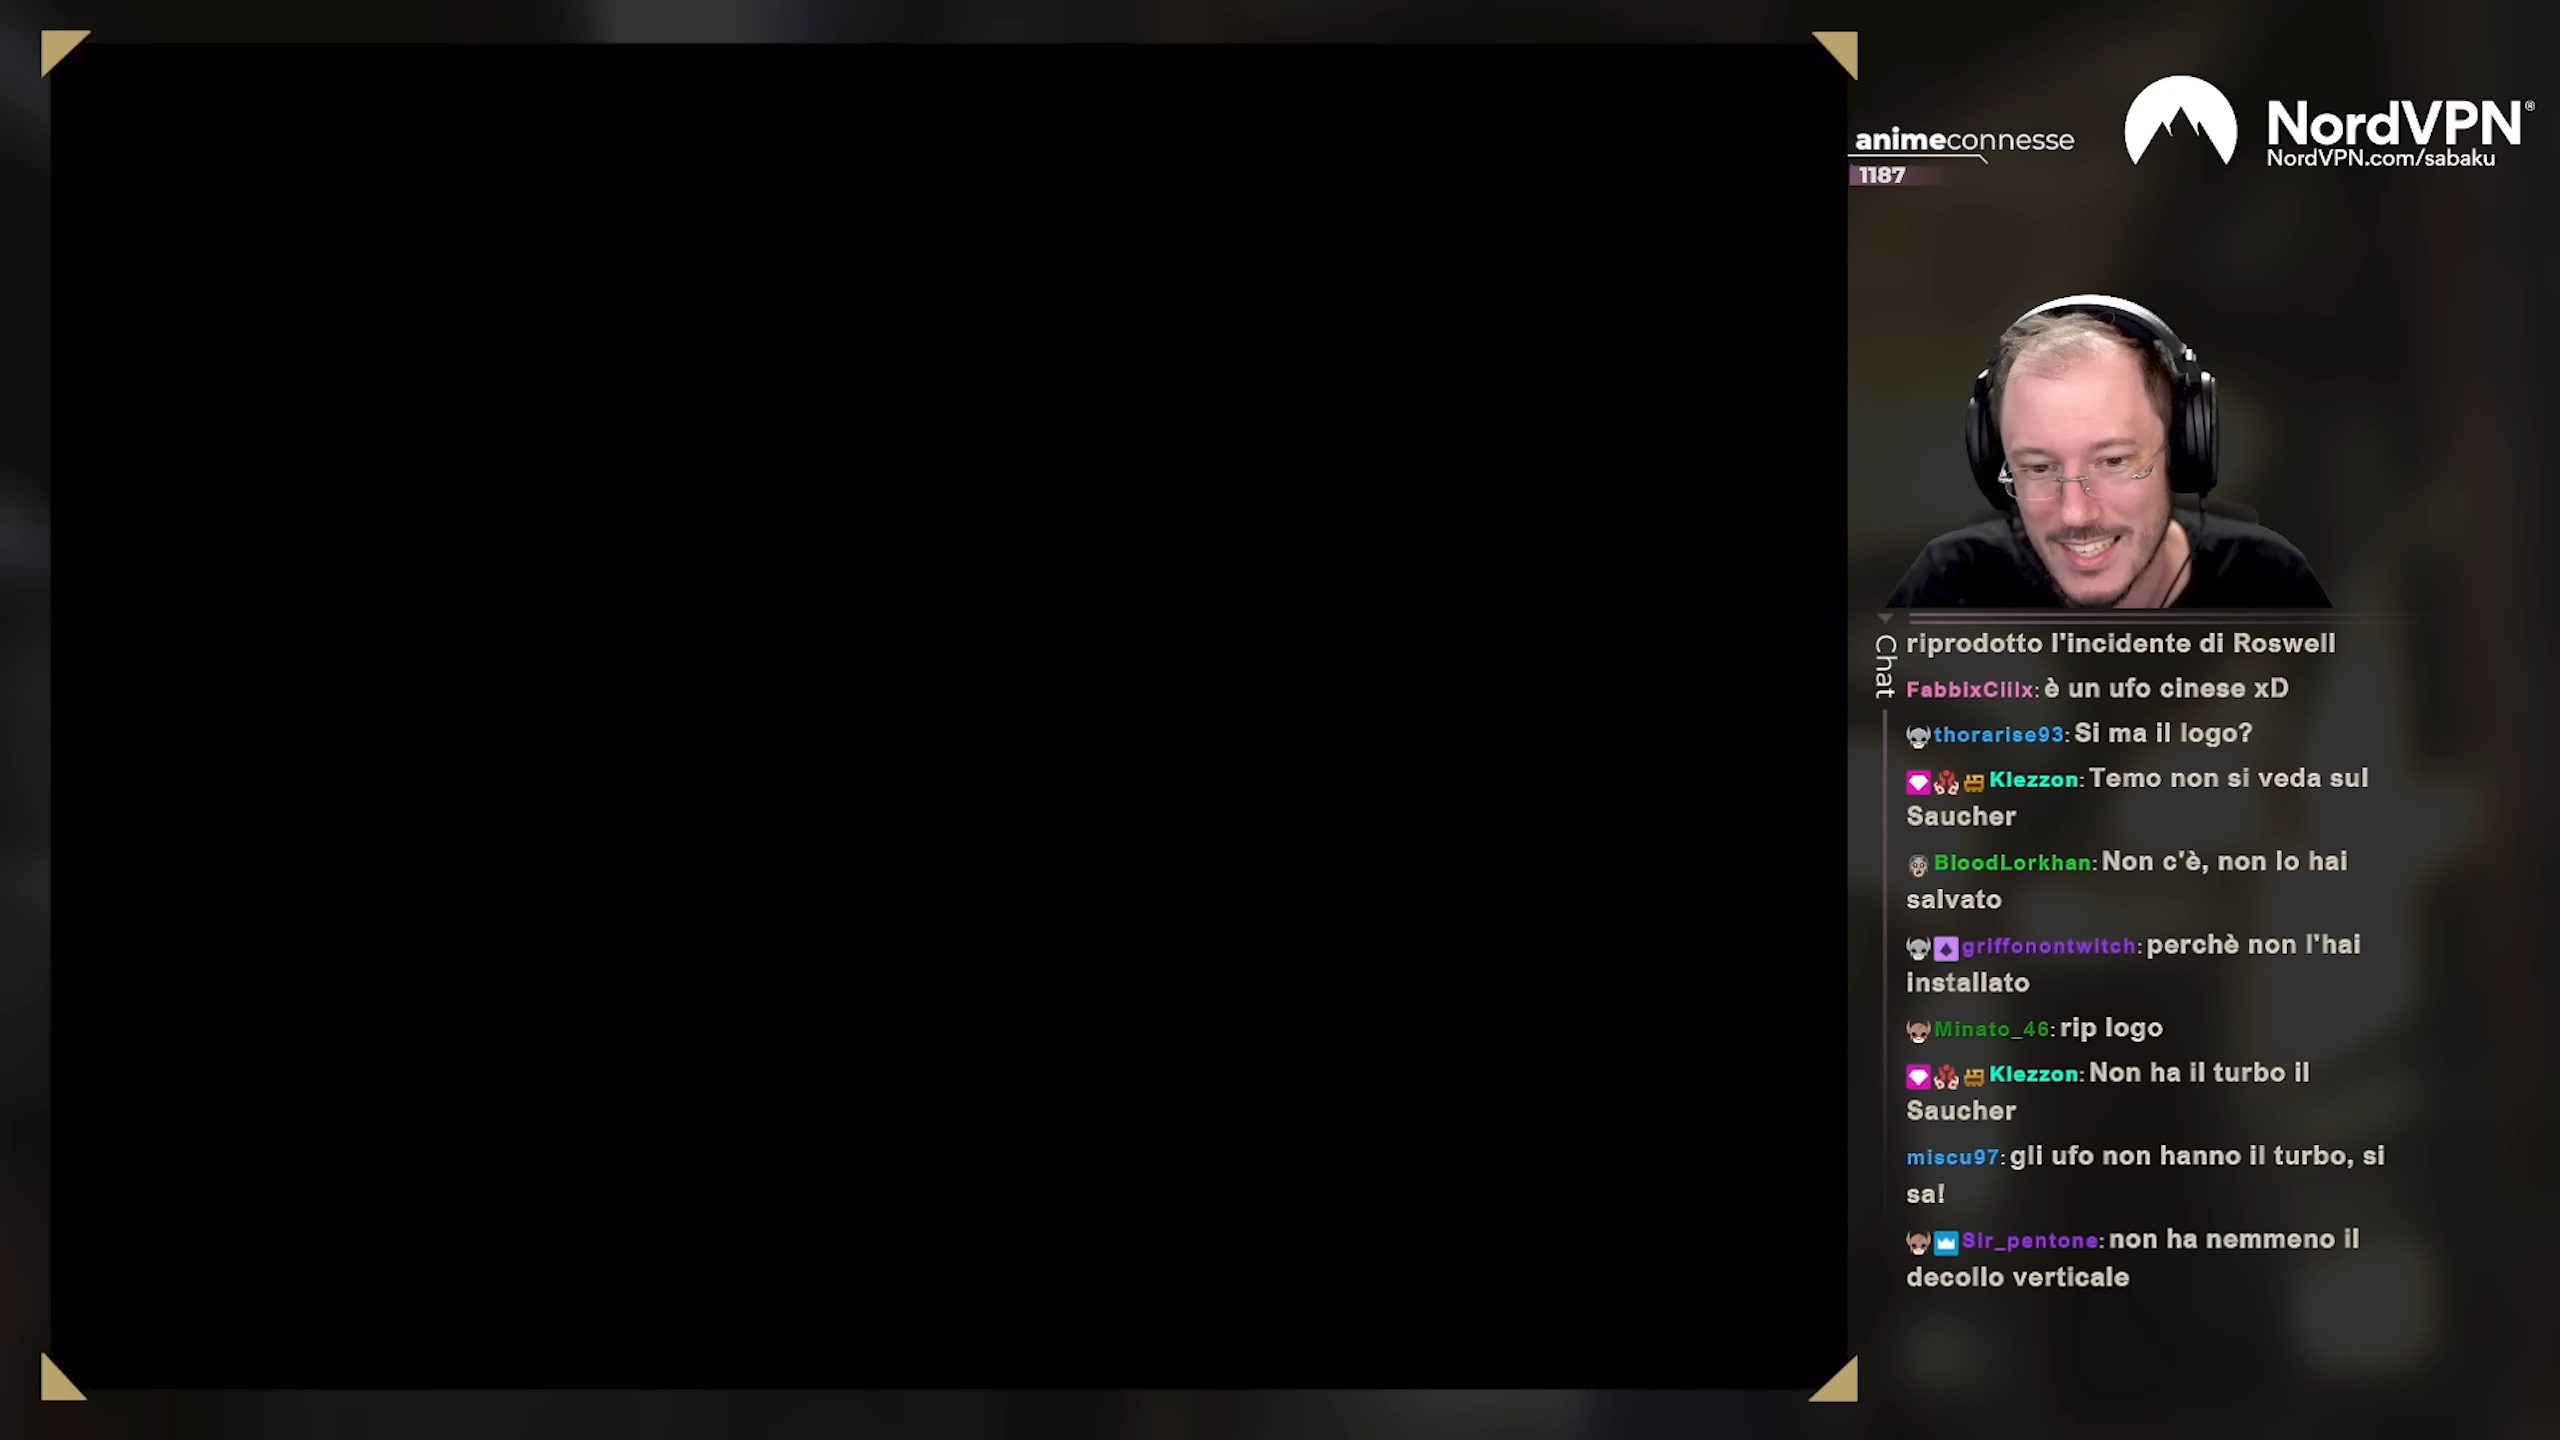 NordVPN®
NordVPN.com/sabaku
animeconnesse
1187
Chat
riprodotto l'incidente di Roswell
FabbixCiilx: è un ufo cinese xD
thorarise93: Si ma il logo?
Klezzon: Temo non si veda sul
Saucher
BloodLorkhan: Non c'è, non lo hai
salvato
griffonontwitch: perchè non l'hai
installato
Minato_46: rip logo
Klezzon: Non ha il turbo il
Saucher
miscu97: gli ufo non hanno il turbo, si
sa!
Sir_pentone: non ha nemmeno il
decollo verticale